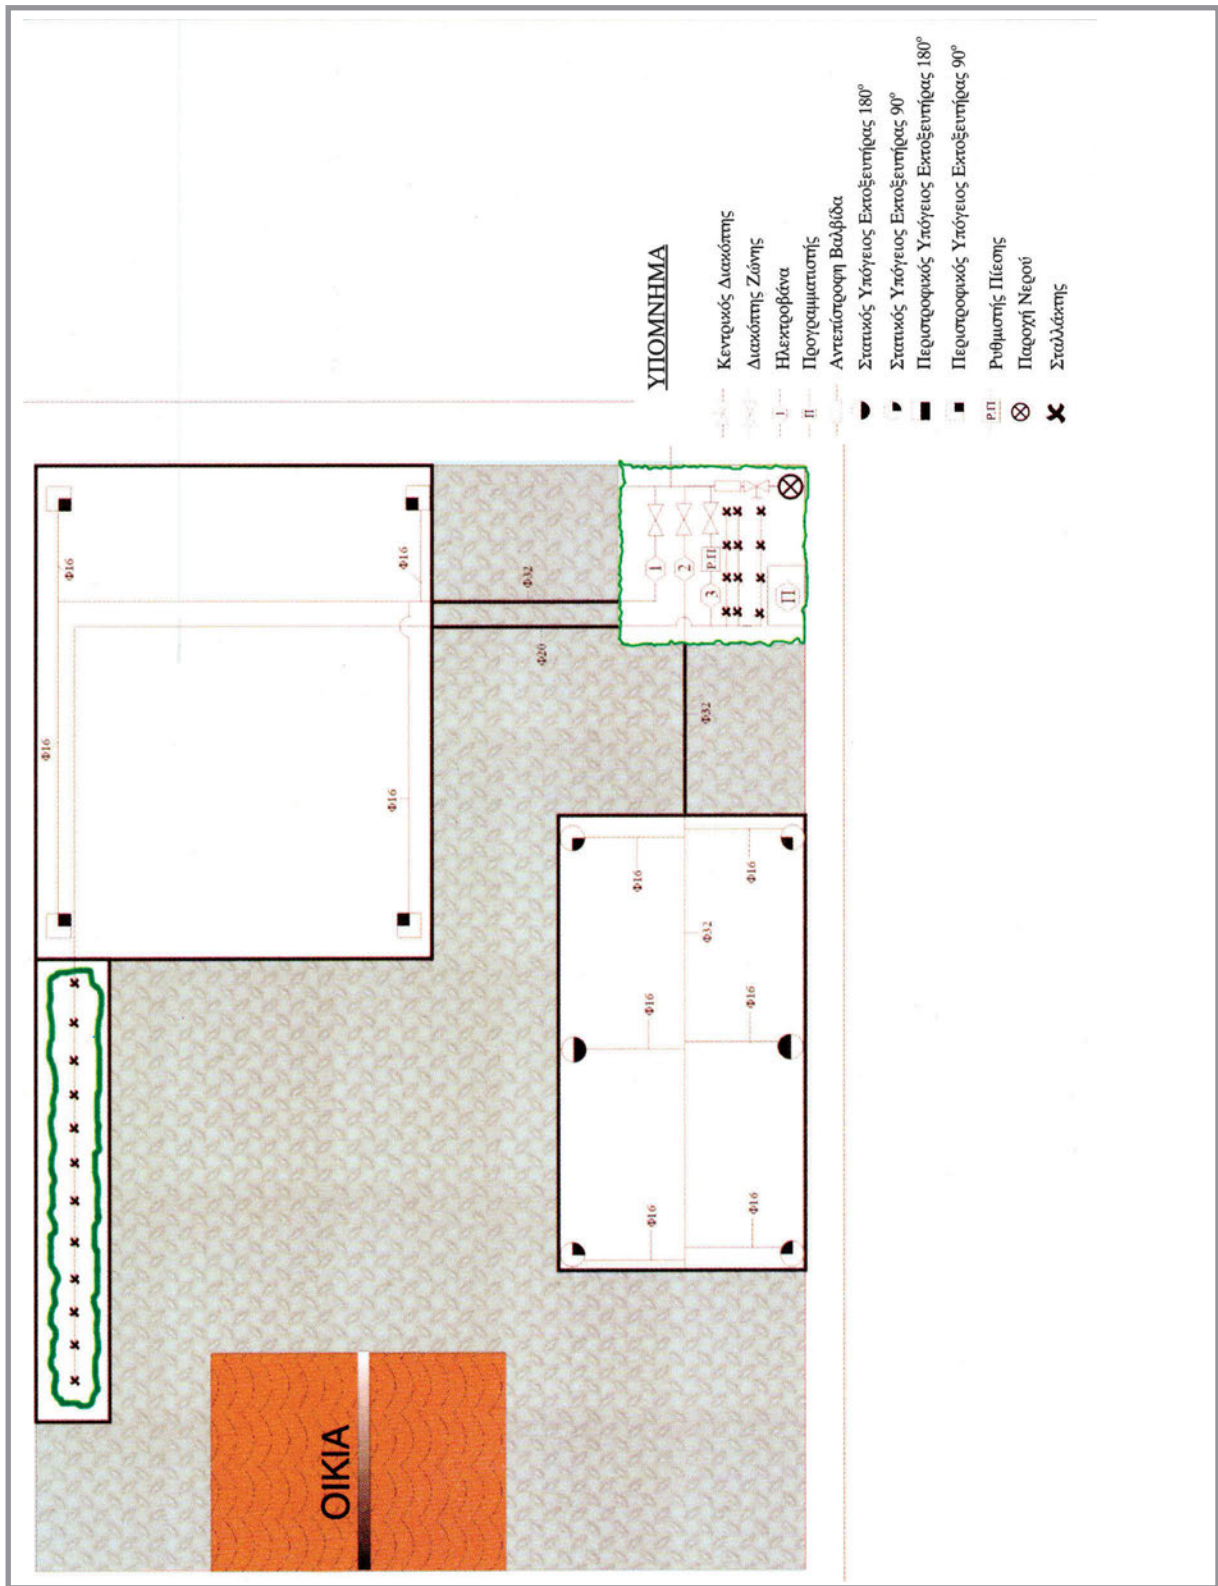 ΥΠΟΜΝΗΜΑ
Κεντρικός Διακόπτης
Διακόπτης Ζώνης
1 Ηλεκτροβάνα
Π Προγραμματιστής
Αντεπίστροφη Βαλβίδα
Στατικός Υπόγειος Εκτοξευτήρας 180°
Στατικός Υπόγειος Εκτοξευτήρας 90°
Περιστροφικός Υπόγειος Εκτοξευτήρας 180°
Περιστροφικός Υπόγειος Εκτοξευτήρας 90°
Ρ.Π Ρυθμιστής Πίεσης
Παροχή Νερού
Σταλλάκτης
Φ16
Φ16
Φ16
Φ16
Φ32
Φ20
1
2
Ρ.Π
3
Π
Φ32
Φ16
Φ16
Φ32
Φ16
Φ16
Φ16
Φ16
ΟΙΚΙΑ